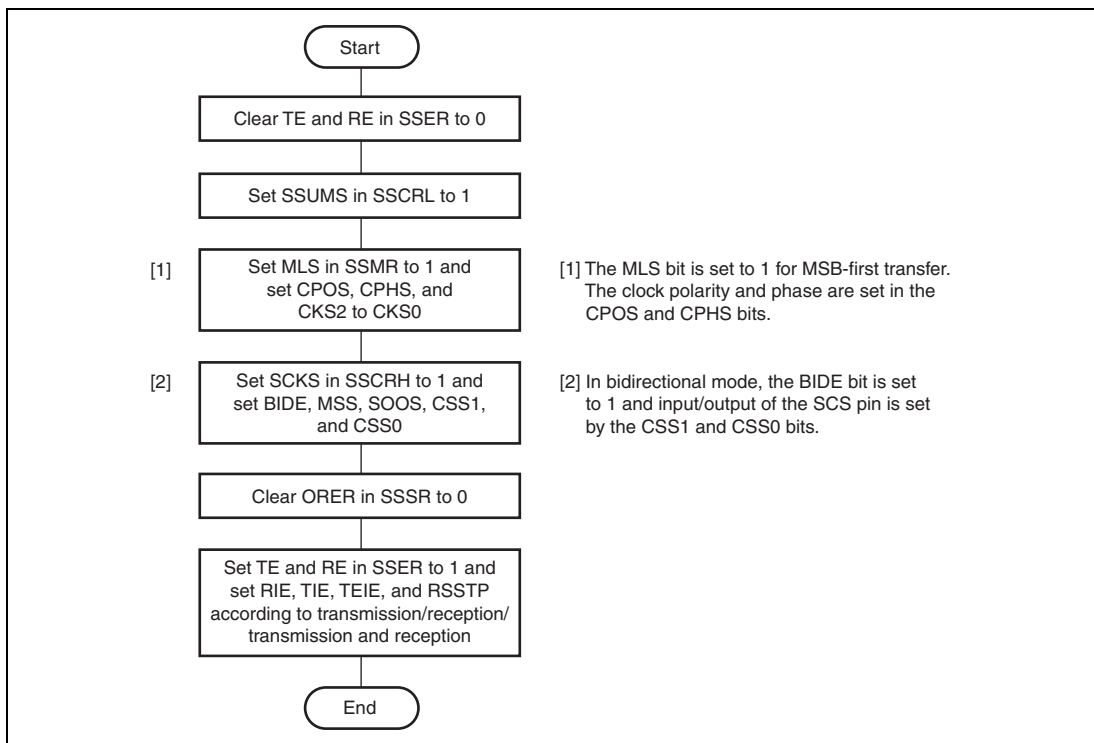 Start
Clear TE and RE in SSER to 0
Set SSUMS in SSCRL to 1
[1]
Set MLS in SSMR to 1 and
set CPOS, CPHS, and
CKS2 to CKS0
[1] The MLS bit is set to 1 for MSB-first transfer.
The clock polarity and phase are set in the
CPOS and CPHS bits.
[2]
Set SCKS in SSCRH to 1 and
set BIDE, MSS, SOOS, CSS1,
and CSS0
[2] In bidirectional mode, the BIDE bit is set
to 1 and input/output of the SCS pin is set
by the CSS1 and CSS0 bits.
Clear ORER in SSSR to 0
Set TE and RE in SSER to 1 and
set RIE, TIE, TEIE, and RSSTP
according to transmission/reception/
transmission and reception
End